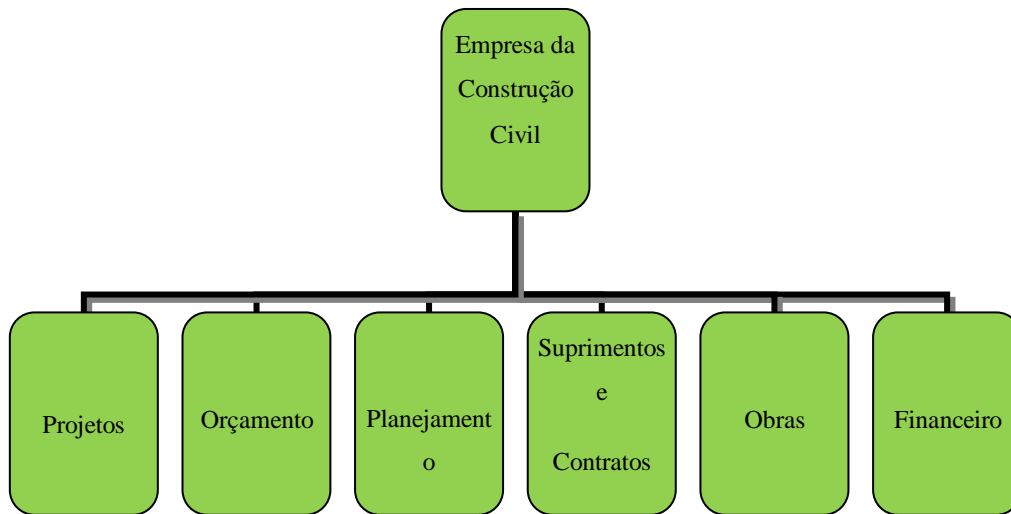 Empresa da
Construção
Civil
Projetos
Orçamento
Planejament
o
Suprimentos
e
Contratos
Obras
Financeiro